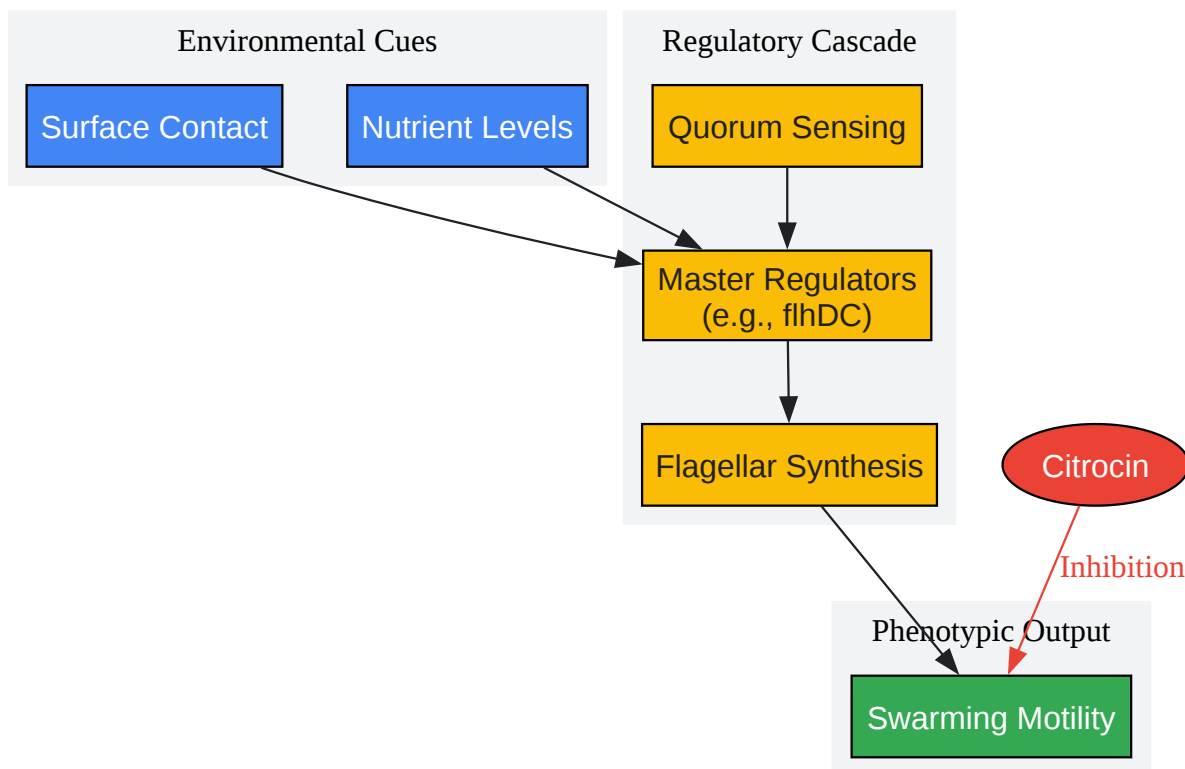 Environmental Cues
Regulatory Cascade
Surface Contact
Nutrient Levels
Quorum Sensing
Master Regulators
(e.g., flhDC)
Flagellar Synthesis
Citrocin
Inhibition
Phenotypic Output
Swarming Motility